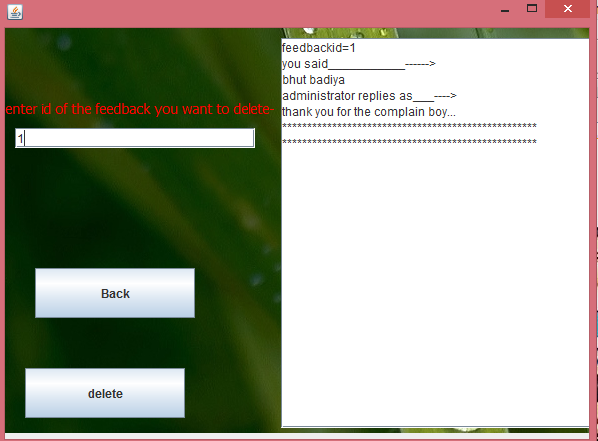 enter id of the feedback you want to delete-
1
Back
delete
feedbackid=1
you said____________------>
bhut badiya
administrator replies as___---->
thank you for the complain boy...
***************************************************
***************************************************